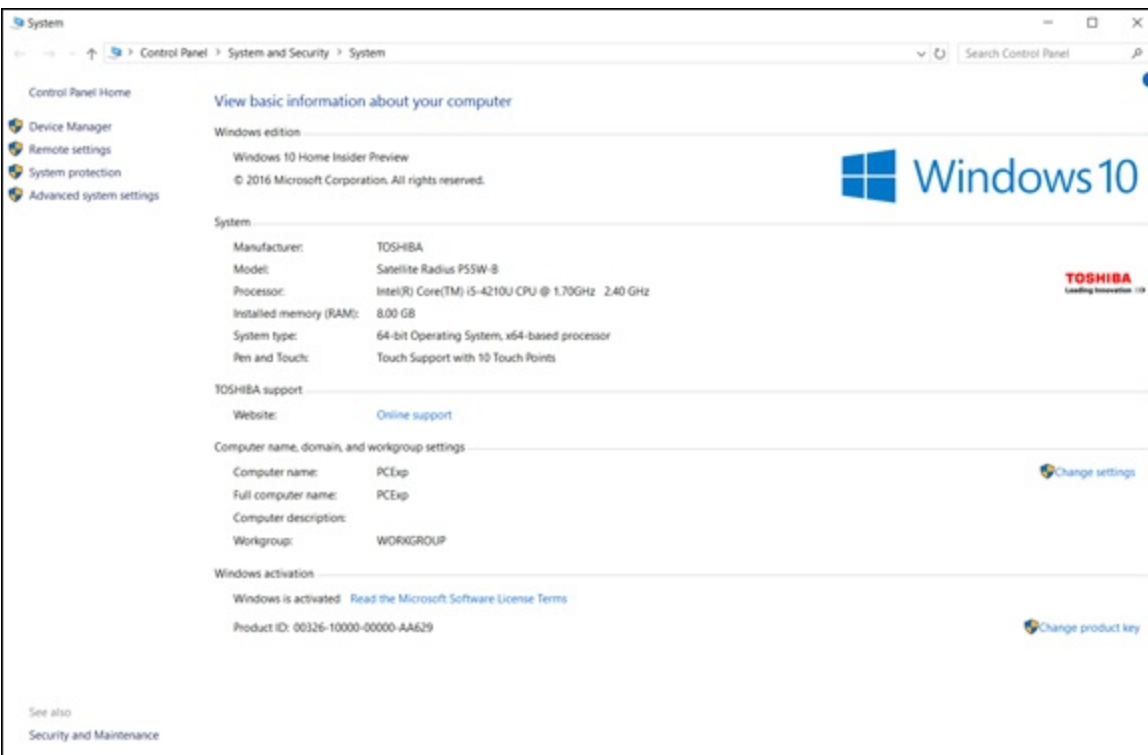 System
Control Panel > System and Security > System
Search Control Panel
Control Panel Home
Device Manager
Remote settings
System protection
Advanced system settings
View basic information about your computer
Windows edition
Windows 10 Home Insider Preview
© 2016 Microsoft Corporation. All rights reserved.
Windows 10
System
Manufacturer: TOSHIBA
Model: Satellite Radius P55W-B
Processor: Intel(R) Core(TM) i5-4210U CPU @ 1.70GHz 2.40 GHz
Installed memory (RAM): 8.00 GB
System type: 64-bit Operating System, x64-based processor
Pen and Touch: Touch Support with 10 Touch Points
TOSHIBA
Leading Innovation
TOSHIBA support
Website: Online support
Computer name, domain, and workgroup settings
Computer name: PCExp
Change settings
Full computer name: PCExp
Computer description:
Workgroup: WORKGROUP
Windows activation
Windows is activated Read the Microsoft Software License Terms
Product ID: 00326-10000-00000-AA629
Change product key
See also
Security and Maintenance